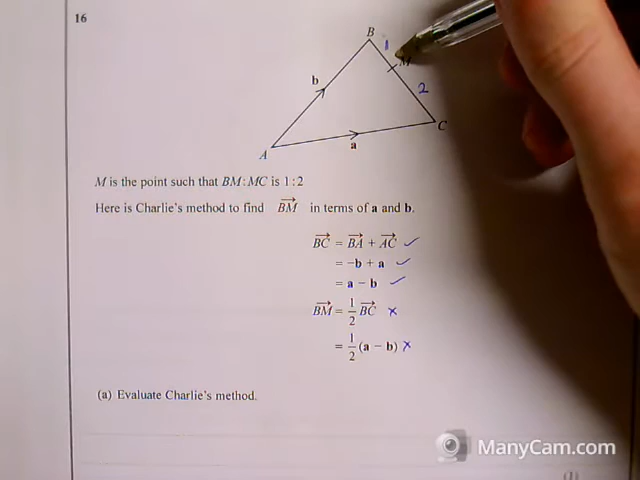 16
B
1
M
b
2
C
A
a
M is the point such that BM:MC is 1:2
Here is Charlie's method to find BM in terms of a and b.
BC = BA + AC ✓
= -b + a ✓
= a - b ✓
BM = 1/2 BC ×
= 1/2 (a - b) ×
(a) Evaluate Charlie's method.
ManyCam.com
(1)